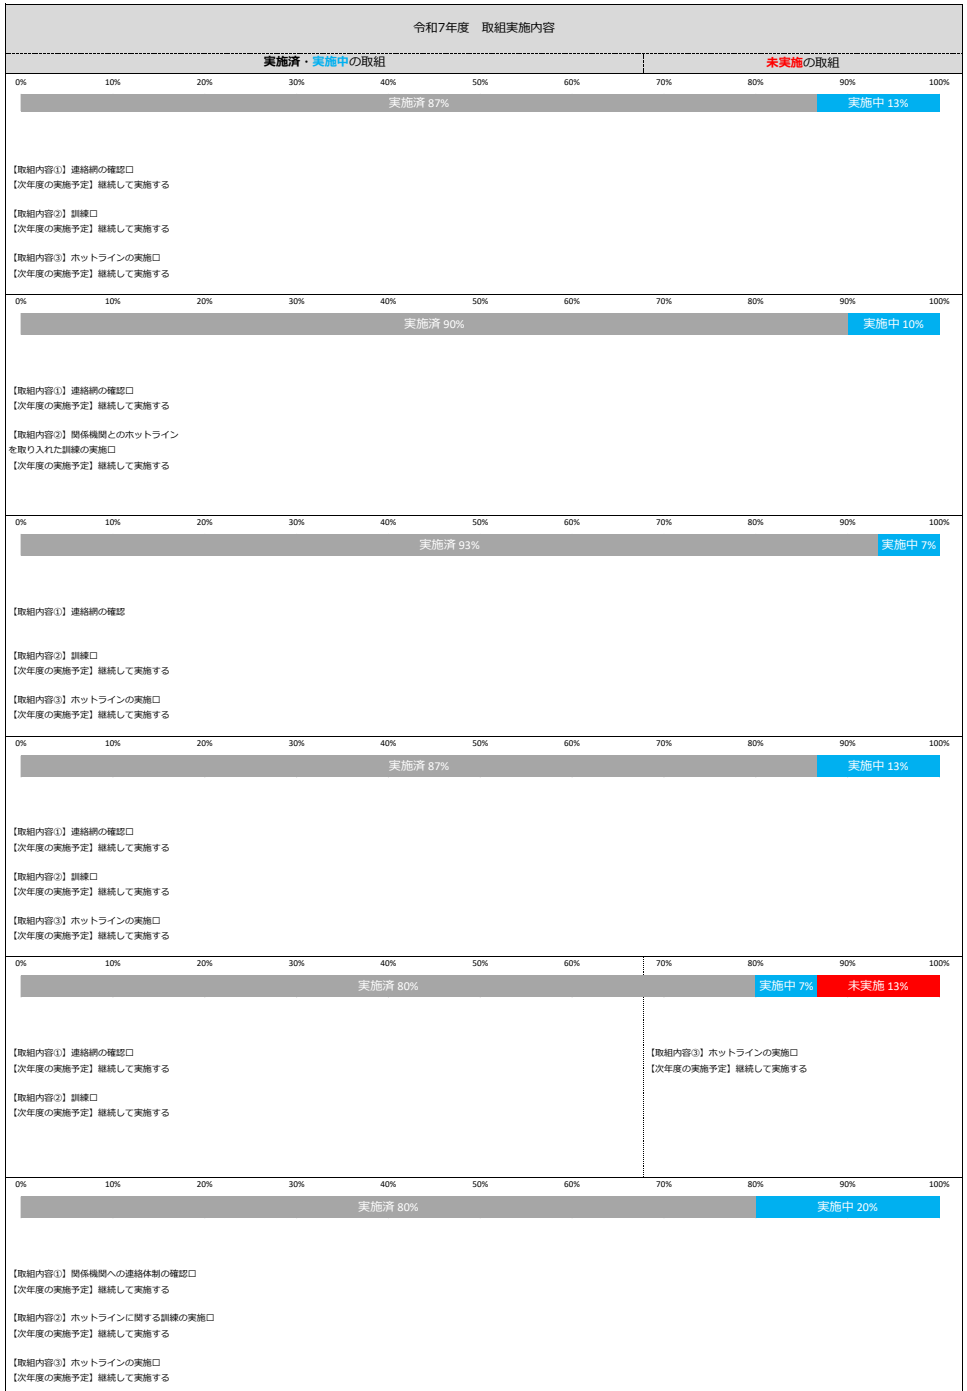 令和7年度　取組実施内容
実施済・実施中の取組
未実施の取組
0% 10% 20% 30% 40% 50% 60% 70% 80% 90% 100%
実施済 87% 実施中 13%
【取組内容①】連絡網の確認口
【次年度の実施予定】継続して実施する
【取組内容②】訓練口
【次年度の実施予定】継続して実施する
【取組内容③】ホットラインの実施口
【次年度の実施予定】継続して実施する
0% 10% 20% 30% 40% 50% 60% 70% 80% 90% 100%
実施済 90% 実施中 10%
【取組内容①】連絡網の確認口
【次年度の実施予定】継続して実施する
【取組内容②】関係機関とのホットライン
を取り入れた訓練の実施口
【次年度の実施予定】継続して実施する
0% 10% 20% 30% 40% 50% 60% 70% 80% 90% 100%
実施済 93% 実施中 7%
【取組内容①】連絡網の確認
【取組内容②】訓練口
【次年度の実施予定】継続して実施する
【取組内容③】ホットラインの実施口
【次年度の実施予定】継続して実施する
0% 10% 20% 30% 40% 50% 60% 70% 80% 90% 100%
実施済 87% 実施中 13%
【取組内容①】連絡網の確認口
【次年度の実施予定】継続して実施する
【取組内容②】訓練口
【次年度の実施予定】継続して実施する
【取組内容③】ホットラインの実施口
【次年度の実施予定】継続して実施する
0% 10% 20% 30% 40% 50% 60% 70% 80% 90% 100%
実施済 80% 実施中 7% 未実施 13%
【取組内容①】連絡網の確認口
【次年度の実施予定】継続して実施する
【取組内容②】訓練口
【次年度の実施予定】継続して実施する
【取組内容③】ホットラインの実施口
【次年度の実施予定】継続して実施する
0% 10% 20% 30% 40% 50% 60% 70% 80% 90% 100%
実施済 80% 実施中 20%
【取組内容①】関係機関への連絡体制の確認口
【次年度の実施予定】継続して実施する
【取組内容②】ホットラインに関する訓練の実施口
【次年度の実施予定】継続して実施する
【取組内容③】ホットラインの実施口
【次年度の実施予定】継続して実施する